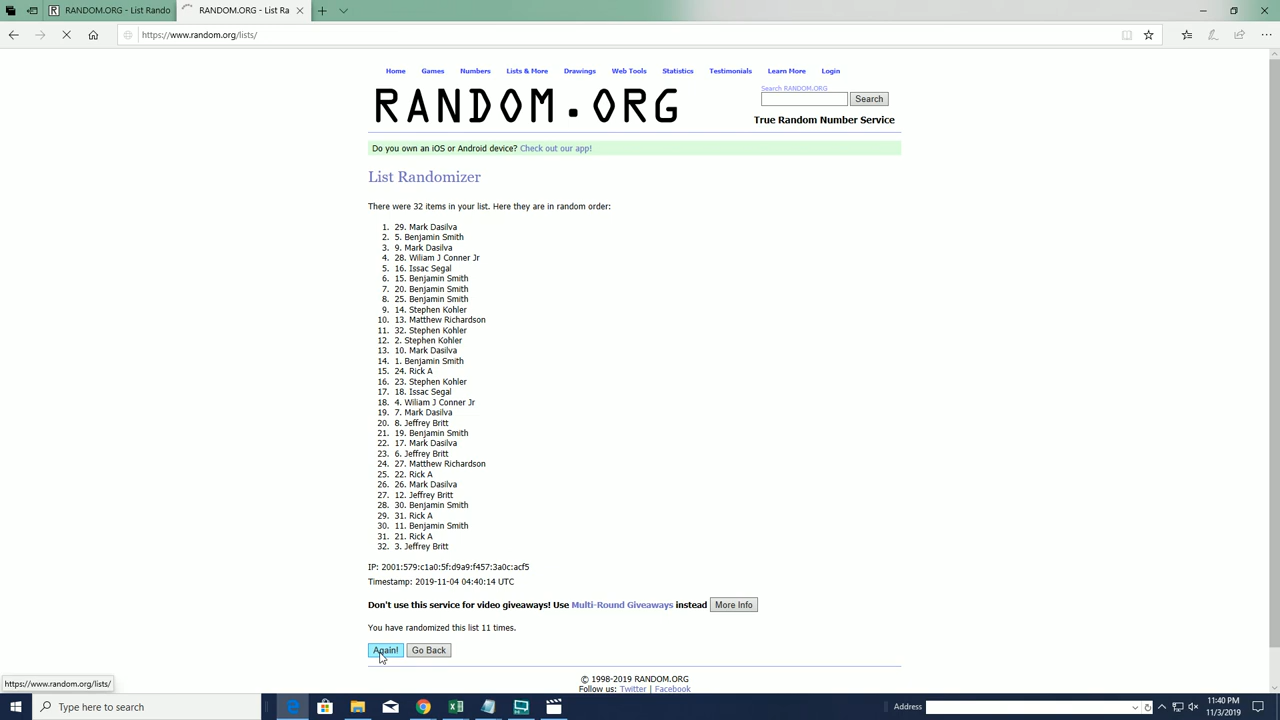 RANDOM.ORG - List Rando
RANDOM.ORG - List Ra
https://www.random.org/lists/
Home Games Numbers Lists & More Drawings Web Tools Statistics Testimonials Learn More Login
RANDOM.ORG
Search RANDOM.ORG
Search
True Random Number Service
Do you own an iOS or Android device? Check out our app!
List Randomizer
There were 32 items in your list. Here they are in random order:
1. 29. Mark Dasilva
2. 5. Benjamin Smith
3. 9. Mark Dasilva
4. 28. Wiliam J Conner Jr
5. 16. Issac Segal
6. 15. Benjamin Smith
7. 20. Benjamin Smith
8. 25. Benjamin Smith
9. 14. Stephen Kohler
10. 13. Matthew Richardson
11. 32. Stephen Kohler
12. 2. Stephen Kohler
13. 10. Mark Dasilva
14. 1. Benjamin Smith
15. 24. Rick A
16. 23. Stephen Kohler
17. 18. Issac Segal
18. 4. Wiliam J Conner Jr
19. 7. Mark Dasilva
20. 8. Jeffrey Britt
21. 19. Benjamin Smith
22. 17. Mark Dasilva
23. 6. Jeffrey Britt
24. 27. Matthew Richardson
25. 22. Rick A
26. 26. Mark Dasilva
27. 12. Jeffrey Britt
28. 30. Benjamin Smith
29. 31. Rick A
30. 11. Benjamin Smith
31. 21. Rick A
32. 3. Jeffrey Britt
IP: 2001:579:c1a0:5f:d9a9:f457:3a0c:acf5
Timestamp: 2019-11-04 04:40:14 UTC
Don't use this service for video giveaways! Use Multi-Round Giveaways instead More Info
You have randomized this list 11 times.
Again! Go Back
© 1998-2019 RANDOM.ORG
Follow us: Twitter | Facebook
https://www.random.org/lists/
Type here to search
Address
11:40 PM
11/3/2019